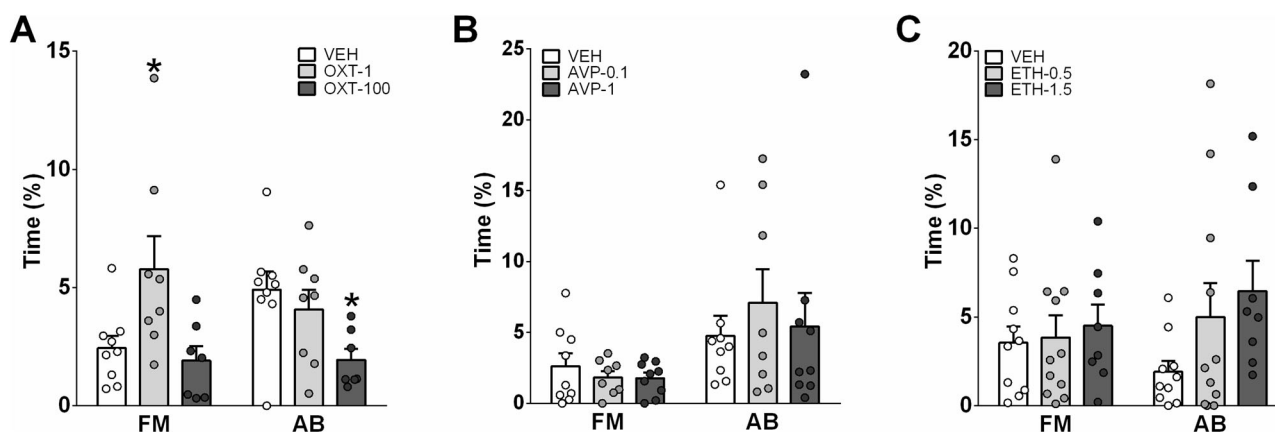 A
Time (%)
15
10
5
0
*
*
VEH
OXT-1
OXT-100
FM
AB
B
Time (%)
25
20
15
10
5
0
VEH
AVP-0.1
AVP-1
FM
AB
C
Time (%)
20
15
10
5
0
VEH
ETH-0.5
ETH-1.5
FM
AB